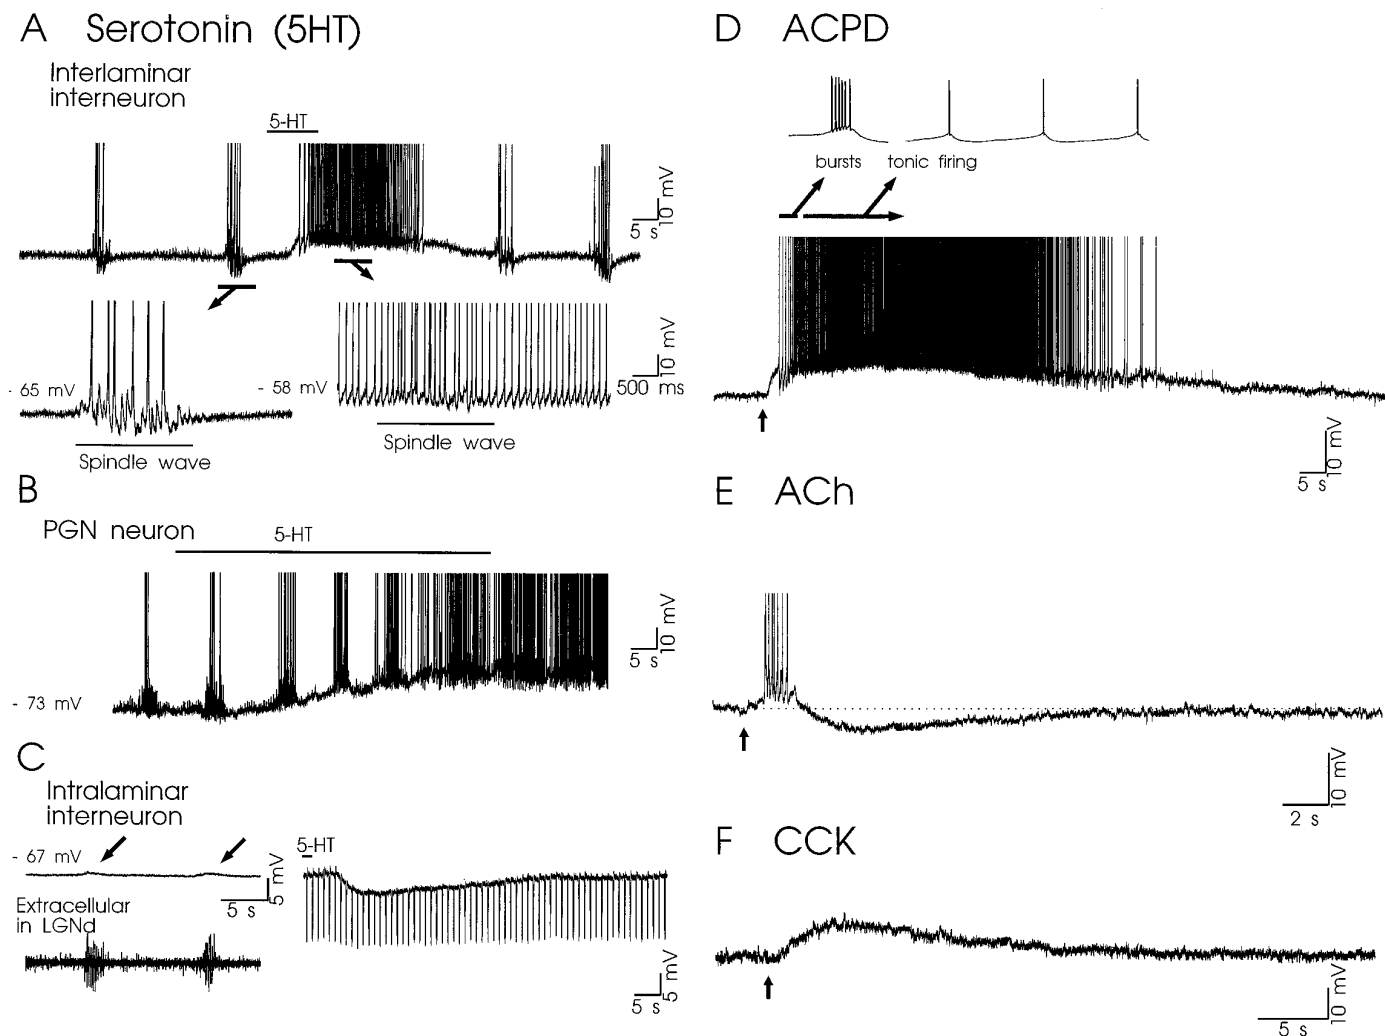 A Serotonin (5HT)
Interlaminar
interneuron
5-HT
10 mV
5 s
- 65 mV
- 58 mV
10 mV
500 ms
Spindle wave
Spindle wave
B
PGN neuron
5-HT
10 mV
5 s
- 73 mV
C
Intralaminar
interneuron
- 67 mV
5 mV
5 s
Extracellular
in LGNd
5-HT
5 mV
5 s
D ACPD
bursts
tonic firing
10 mV
5 s
E ACh
10 mV
2 s
F CCK
10 mV
5 s